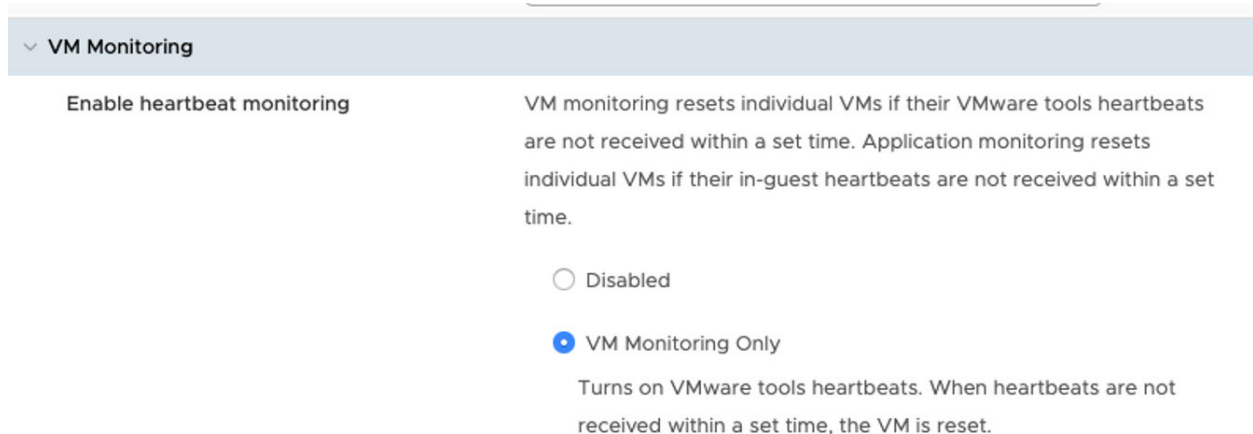 VM Monitoring
Enable heartbeat monitoring
VM monitoring resets individual VMs if their VMware tools heartbeats
are not received within a set time. Application monitoring resets
individual VMs if their in-guest heartbeats are not received within a set
time.
Disabled
VM Monitoring Only
Turns on VMware tools heartbeats. When heartbeats are not
received within a set time, the VM is reset.